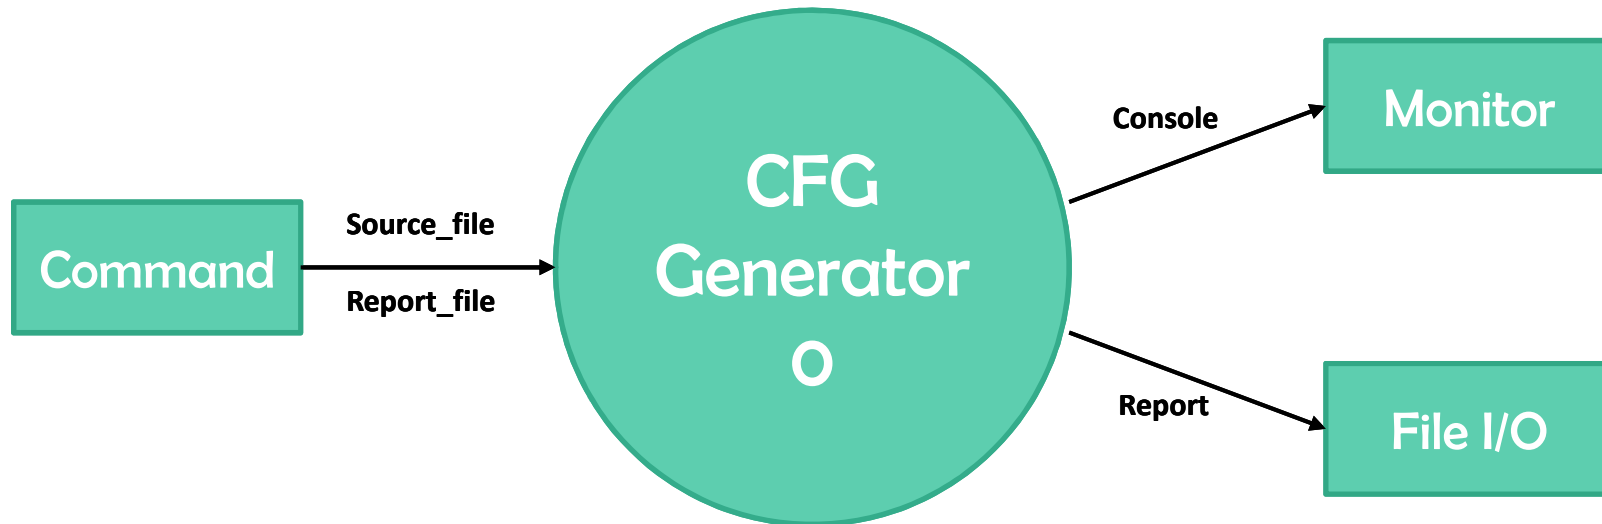 Command
Source_file
Report_file
CFG
Generator
0
Console
Report
Monitor
File I/O